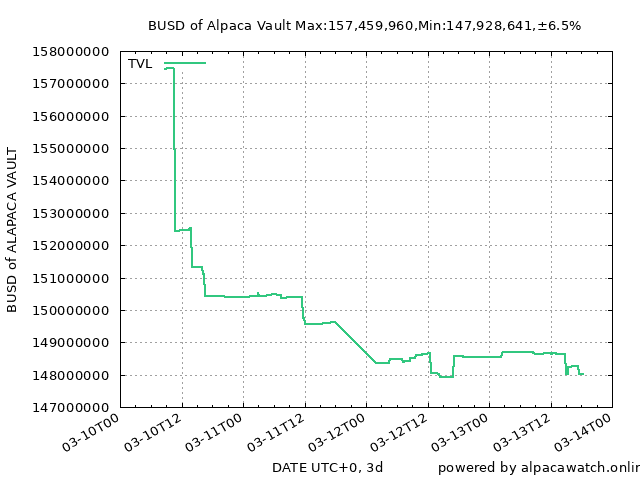 BUSD of Alpaca Vault Max:157,459,960,Min:147,928,641,±6.5%
TVL
158000000
157000000
156000000
155000000
154000000
153000000
152000000
151000000
150000000
149000000
148000000
147000000
BUSD of ALAPACA VAULT
03-10T00
03-10T12
03-11T00
03-11T12
03-12T00
03-12T12
03-13T00
03-13T12
03-14T00
DATE UTC+0, 3d
powered by alpacawatch.onlin